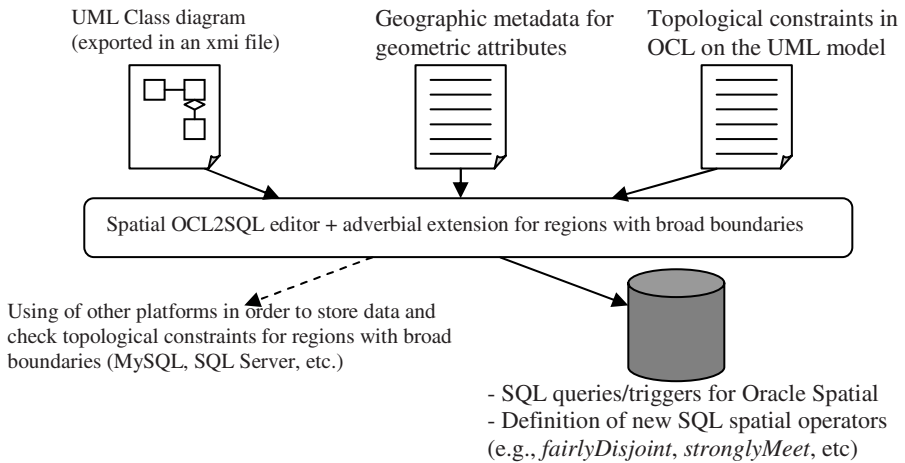 UML Class diagram
(exported in an xmi file)
Geographic metadata for
geometric attributes
Topological constraints in
OCL on the UML model
Spatial OCL2SQL editor + adverbial extension for regions with broad boundaries
Using of other platforms in order to store data and
check topological constraints for regions with broad
boundaries (MySQL, SQL Server, etc.)
- SQL queries/triggers for Oracle Spatial
- Definition of new SQL spatial operators
(e.g., fairlyDisjoint, stronglyMeet, etc)